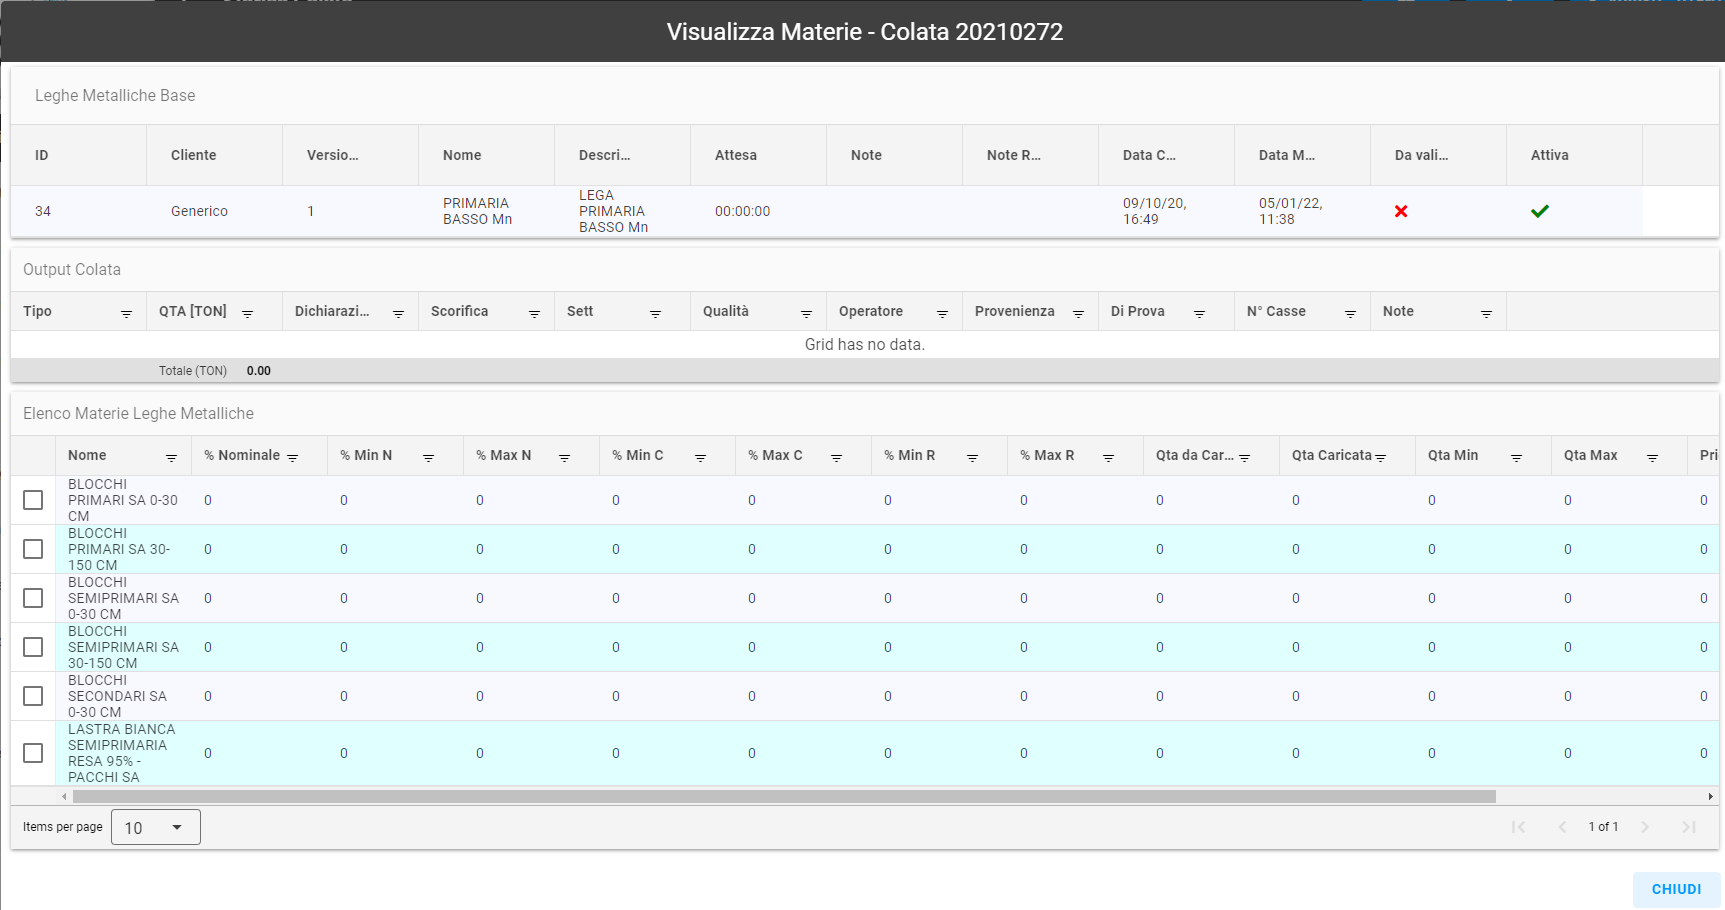 Visualizza Materie - Colata 20210272
Leghe Metalliche Base
ID Cliente Versio... Nome Descri... Attesa Note Note R... Data C... Data M... Da vali... Attiva
34 Generico 1 PRIMARIA BASSO Mn LEGA PRIMARIA BASSO Mn 00:00:00 09/10/20, 16:49 05/01/22, 11:38
Output Colata
Tipo QTA [TON] Dichiarazi... Scorifica Sett Qualità Operatore Provenienza Di Prova N° Casse Note
Grid has no data.
Totale (TON) 0.00
Elenco Materie Leghe Metalliche
Nome % Nominale % Min N % Max N % Min C % Max C % Min R % Max R Qta da Car... Qta Caricata Qta Min Qta Max Pri
BLOCCHI PRIMARI SA 0-30 CM 0 0 0 0 0 0 0 0 0 0 0 0
BLOCCHI PRIMARI SA 30-150 CM 0 0 0 0 0 0 0 0 0 0 0 0
BLOCCHI SEMIPRIMARI SA 0-30 CM 0 0 0 0 0 0 0 0 0 0 0 0
BLOCCHI SEMIPRIMARI SA 30-150 CM 0 0 0 0 0 0 0 0 0 0 0 0
BLOCCHI SECONDARI SA 0-30 CM 0 0 0 0 0 0 0 0 0 0 0 0
LASTRA BIANCA SEMIPRIMARIA RESA 95% - PACCHI SA 0 0 0 0 0 0 0 0 0 0 0 0
Items per page 10 1 of 1
CHIUDI